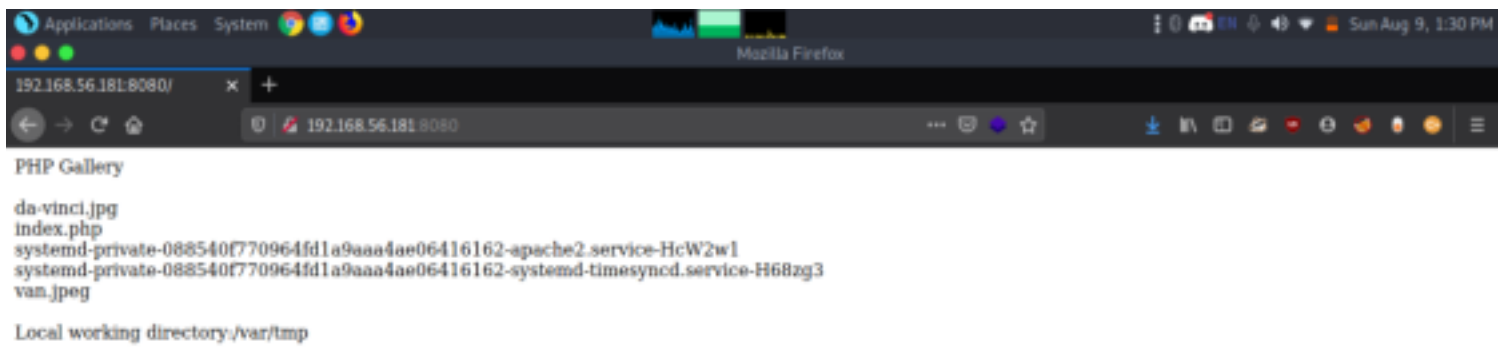 Applications Places System EN Sun Aug 9, 1:30 PM
Mozilla Firefox
192.168.56.181:8080/ × +
192.168.56.181:8080
PHP Gallery
da-vinci.jpg
index.php
systemd-private-088540f770964fd1a9aaa4ae06416162-apache2.service-HcW2w1
systemd-private-088540f770964fd1a9aaa4ae06416162-systemd-timesyncd.service-H68zg3
van.jpeg
Local working directory:/var/tmp